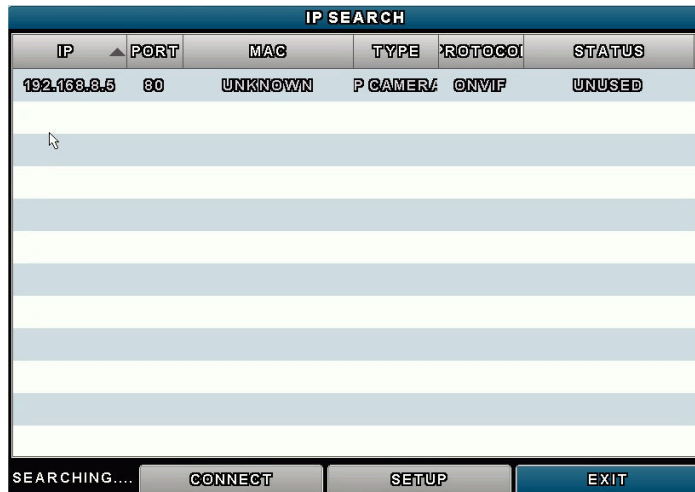 IP SEARCH
IP PORT MAC TYPE PROTOCOL STATUS
192.168.8.5 80 UNKNOWN P CAMERA ONVIF UNUSED
SEARCHING.... CONNECT SETUP EXIT